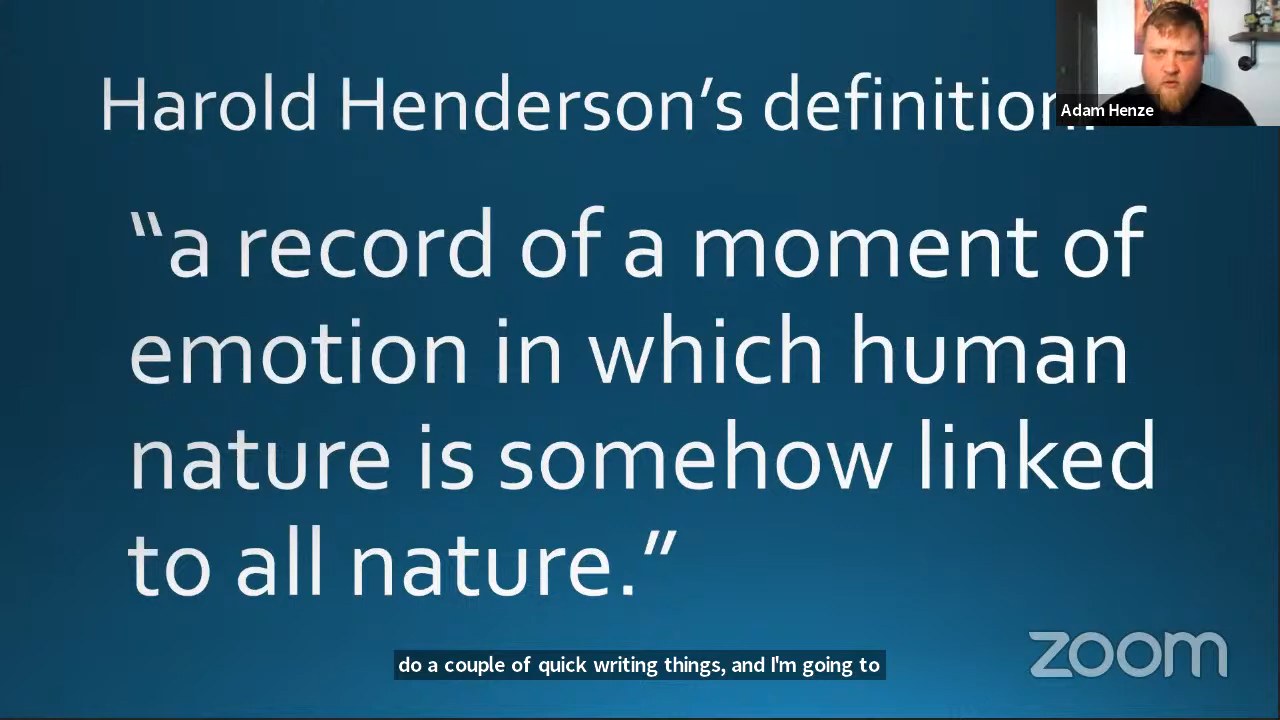 Harold Henderson’s definition:
Adam Henze
“a record of a moment of
emotion in which human
nature is somehow linked
to all nature.”
do a couple of quick writing things, and I'm going to
zoom